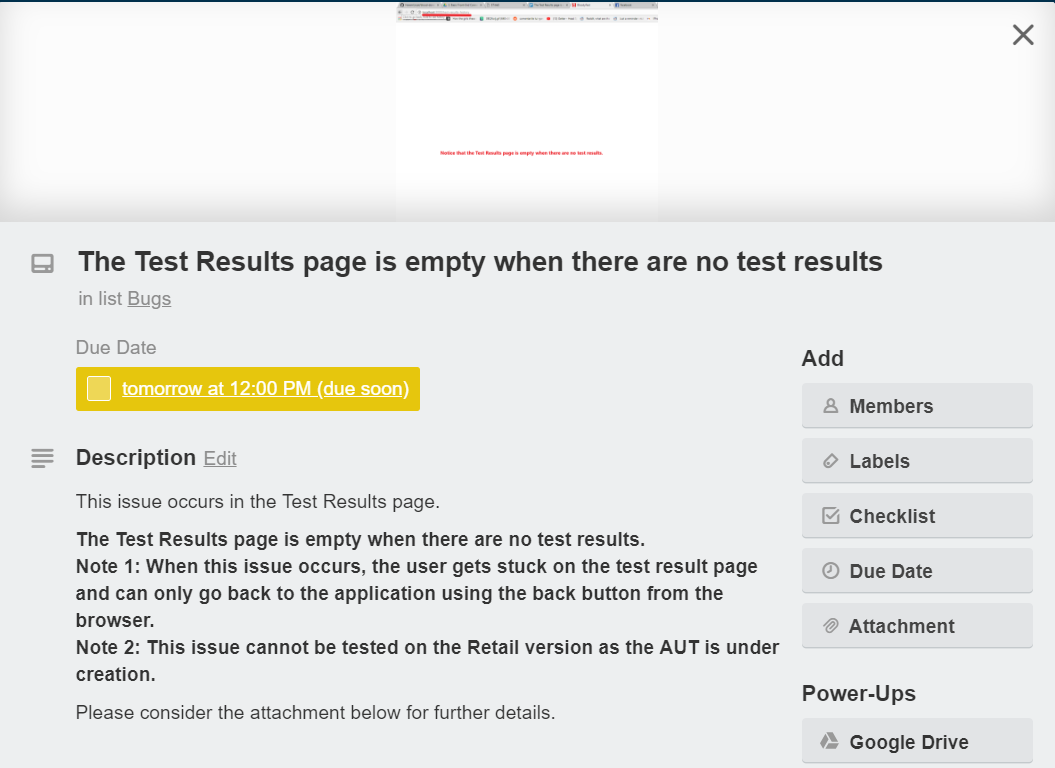 Notice that the Test Results page is empty when there are no test results.
The Test Results page is empty when there are no test results
in list Bugs
Due Date
tomorrow at 12:00 PM (due soon)
Add
Members
Labels
Checklist
Due Date
Attachment
Power-Ups
Google Drive
Description Edit
This issue occurs in the Test Results page.
The Test Results page is empty when there are no test results.
Note 1: When this issue occurs, the user gets stuck on the test result page
and can only go back to the application using the back button from the
browser.
Note 2: This issue cannot be tested on the Retail version as the AUT is under
creation.
Please consider the attachment below for further details.